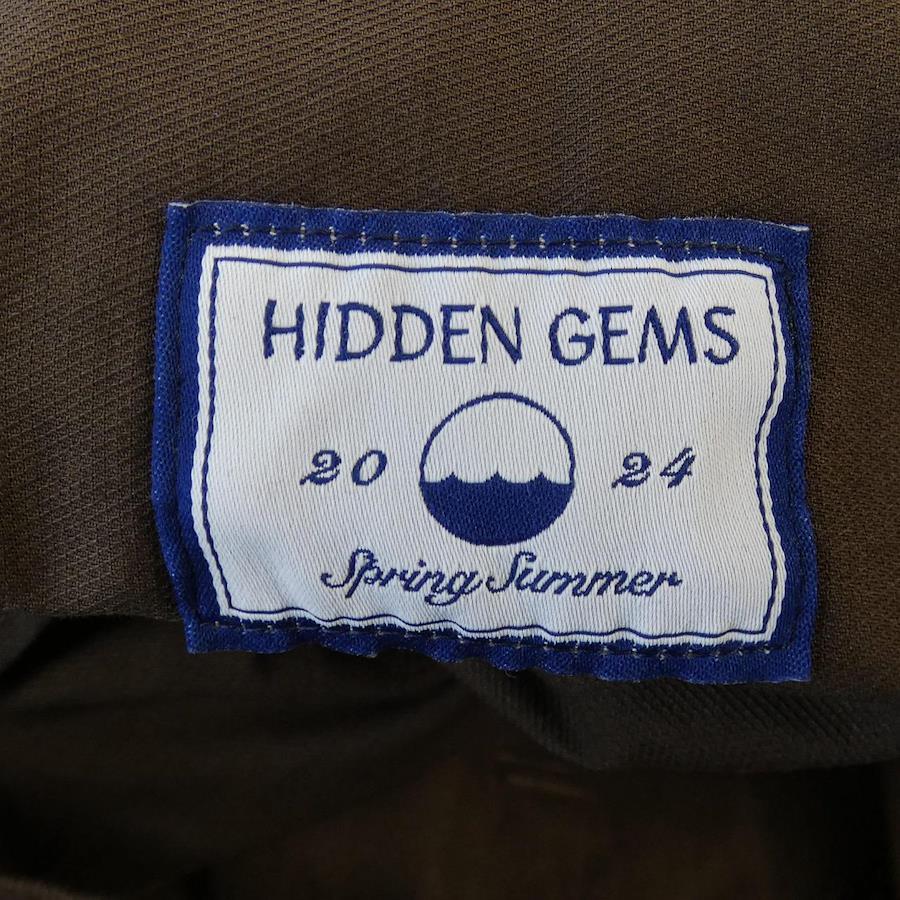 HIDDEN GEMS
20 24
Spring Summer